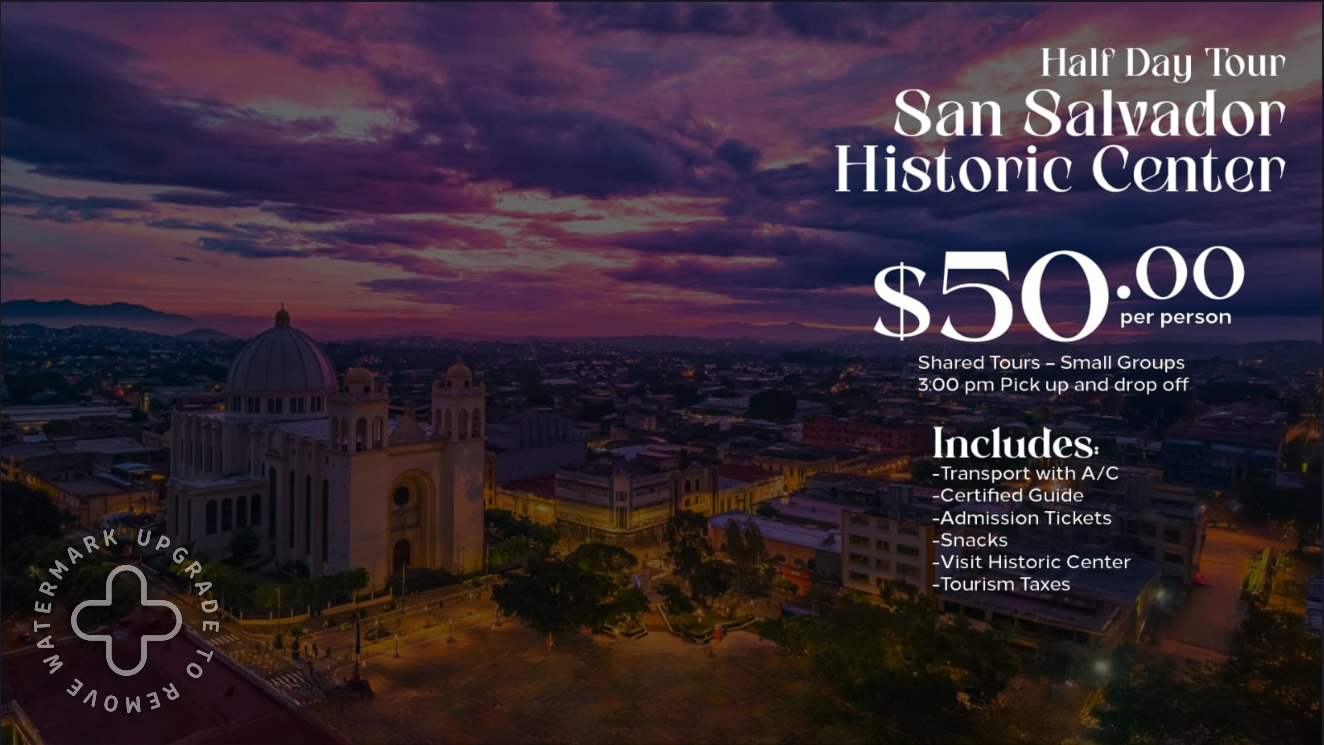 Half Day Tour
San Salvador
Historic Center
$50.00
per person
Shared Tours – Small Groups
3:00 pm Pick up and drop off
Includes:
-Transport with A/C
-Certified Guide
-Admission Tickets
-Snacks
-Visit Historic Center
-Tourism Taxes
UPGRADE TO REMOVE WATERMARK